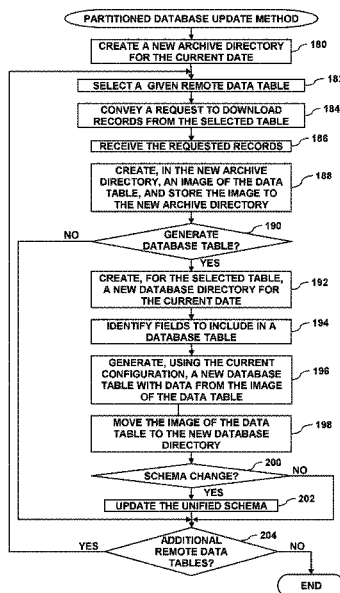 PARTITIONED DATABASE UPDATE METHOD
CREATE A NEW ARCHIVE DIRECTORY
FOR THE CURRENT DATE
180
SELECT A GIVEN REMOTE DATA TABLE
CONVEY A REQUEST TO DOWNLOAD
RECORDS FROM THE SELECTED TABLE
184
RECEIVE THE REQUESTED RECORDS
186
CREATE, IN THE NEW ARCHIVE
DIRECTORY, AN IMAGE OF THE DATA
TABLE, AND STORE THE IMAGE TO
THE NEW ARCHIVE DIRECTORY
188
190
NO
GENERATE
DATABASE TABLE?
YES
CREATE, FOR THE SELECTED TABLE,
A NEW DATABASE DIRECTORY FOR
THE CURRENT DATE
192
IDENTIFY FIELDS TO INCLUDE IN A
DATABASE TABLE
194
GENERATE, USING THE CURRENT
CONFIGURATION, A NEW DATABASE
TABLE WITH DATA FROM THE IMAGE
OF THE DATA TABLE
196
MOVE THE IMAGE OF THE DATA
TABLE TO THE NEW DATABASE
DIRECTORY
198
200
SCHEMA CHANGE?
NO
YES
UPDATE THE UNIFIED SCHEMA
202
204
YES
ADDITIONAL
REMOTE DATA
TABLES?
NO
END